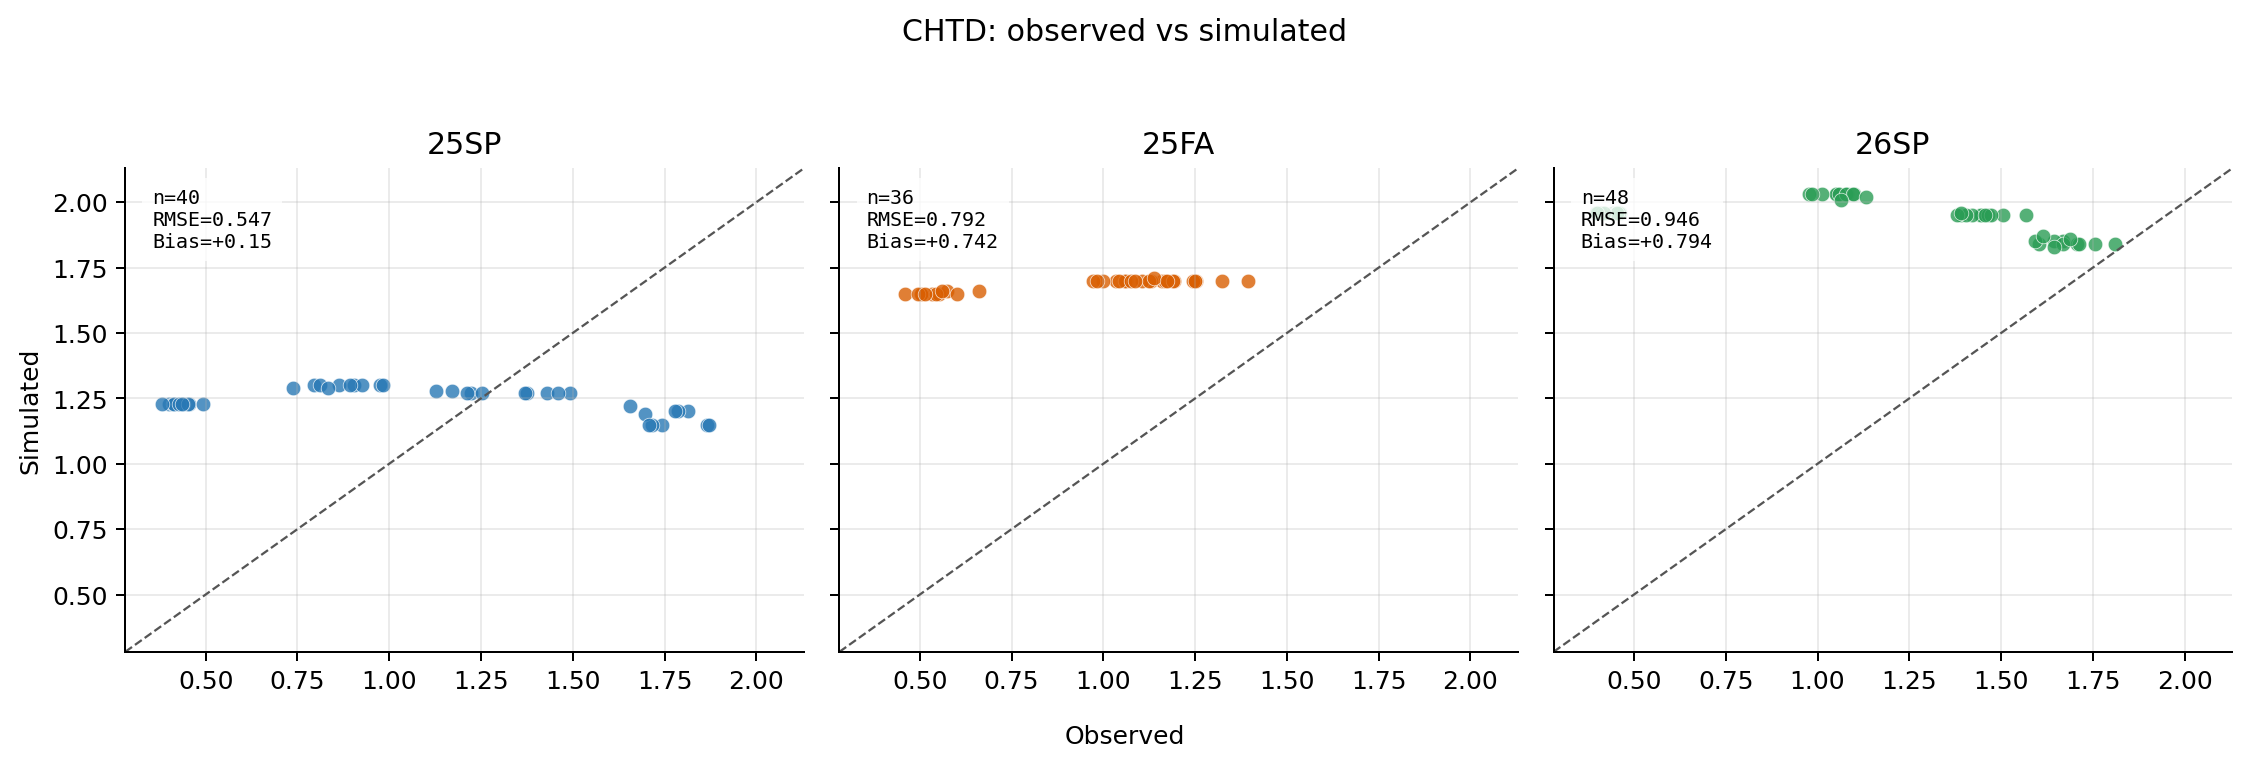 CHTD: observed vs simulated
25SP
25FA
26SP
n=40
RMSE=0.547
Bias=+0.15
n=36
RMSE=0.792
Bias=+0.742
n=48
RMSE=0.946
Bias=+0.794
Simulated
2.00
1.75
1.50
1.25
1.00
0.75
0.50
0.50 0.75 1.00 1.25 1.50 1.75 2.00
0.50 0.75 1.00 1.25 1.50 1.75 2.00
0.50 0.75 1.00 1.25 1.50 1.75 2.00
Observed